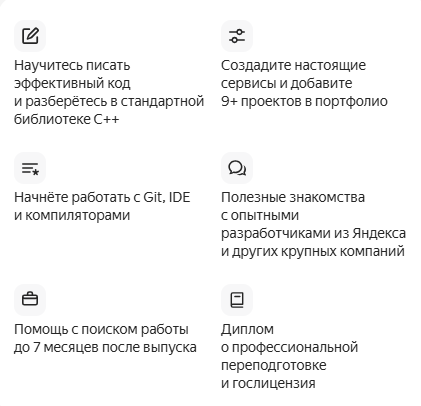 Научитесь писать
эффективный код
и разберётесь в стандартной
библиотеке C++
Создадите настоящие
сервисы и добавите
9+ проектов в портфолио
Начнёте работать с Git, IDE
и компиляторами
Полезные знакомства
с опытными
разработчиками из Яндекса
и других крупных компаний
Помощь с поиском работы
до 7 месяцев после выпуска
Диплом
о профессиональной
переподготовке
и гослицензия